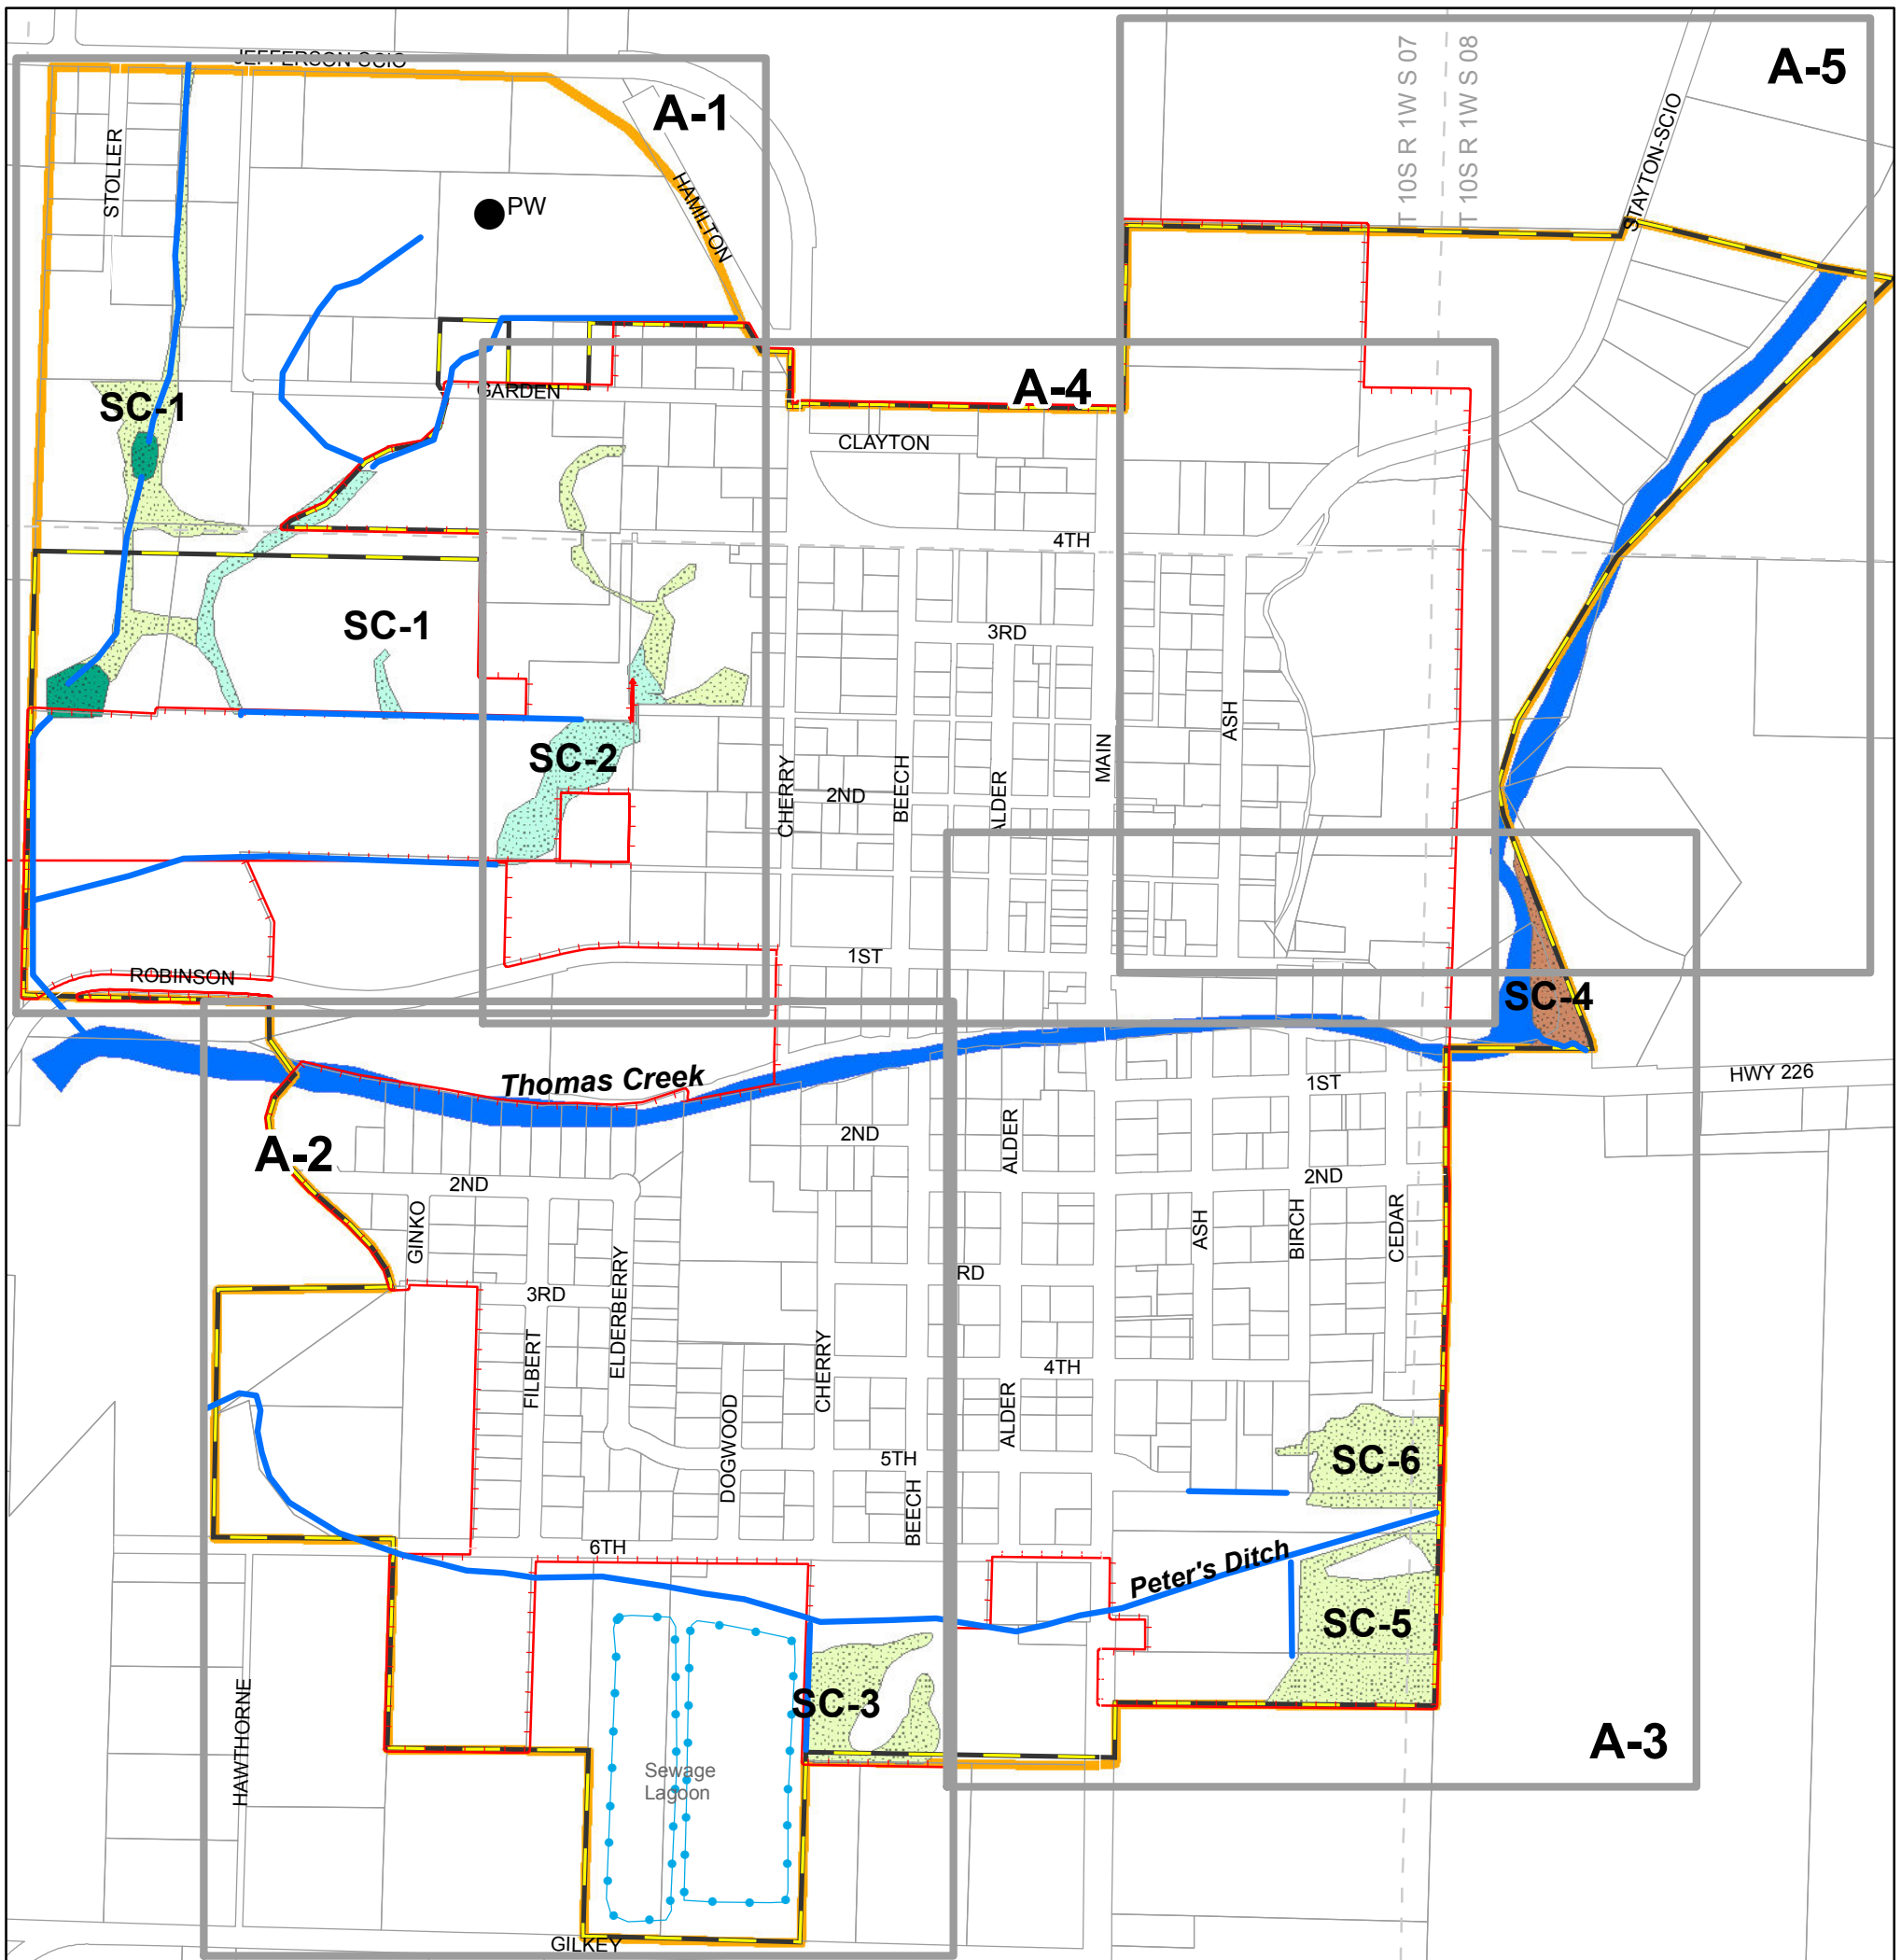 JEFFERSON-SCIO
A-1
A-5
T 10S R 1W S 07
T 10S R 1W S 08
STAYTON-SCIO
STOLLER
PW
HAMILTON
GARDEN
A-4
SC-1
CLAYTON
4TH
SC-1
3RD
SC-2
CHERRY
2ND
BEECH
ALDER
MAIN
ASH
1ST
ROBINSON
SC-4
Thomas Creek
HWY 226
1ST
A-2
2ND
ALDER
2ND
2ND
GINKO
ASH
BIRCH
CEDAR
3RD
RD
ELDERBERRY
FILBERT
CHERRY
4TH
DOGWOOD
ALDER
5TH
SC-6
BEECH
6TH
Peter's Ditch
SC-5
HAWTHORNE
SC-3
A-3
Sewage
Lagoon
GILKEY